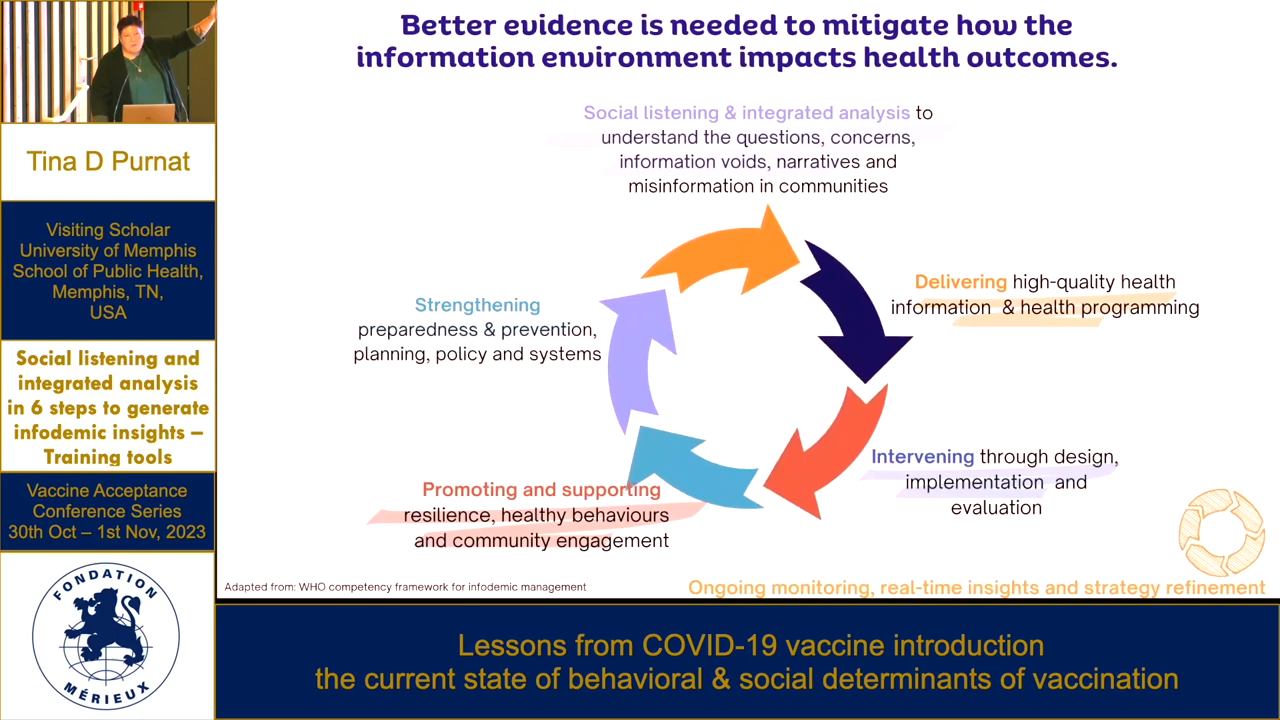 Tina D Purnat
Visiting Scholar
University of Memphis
School of Public Health,
Memphis, TN,
USA
Social listening and
integrated analysis
in 6 steps to generate
infodemic insights –
Training tools
Vaccine Acceptance
Conference Series
30th Oct – 1st Nov, 2023
FONDATION
MÉRIEUX
Better evidence is needed to mitigate how the
information environment impacts health outcomes.
Social listening & integrated analysis to
understand the questions, concerns,
information voids, narratives and
misinformation in communities
Delivering high-quality health
information & health programming
Intervening through design,
implementation and
evaluation
Promoting and supporting
resilience, healthy behaviours
and community engagement
Strengthening
preparedness & prevention,
planning, policy and systems
Adapted from: WHO competency framework for infodemic management
Ongoing monitoring, real-time insights and strategy refinement
Lessons from COVID-19 vaccine introduction
the current state of behavioral & social determinants of vaccination